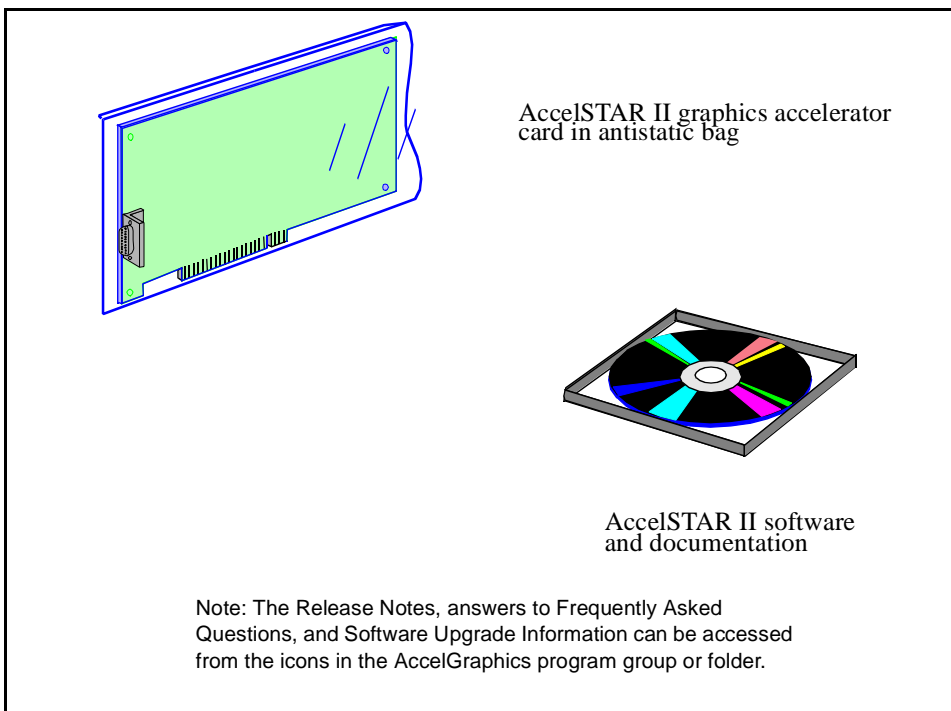 AccelSTAR II graphics accelerator
card in antistatic bag
AccelSTAR II software
and documentation
Note: The Release Notes, answers to Frequently Asked
Questions, and Software Upgrade Information can be accessed
from the icons in the AccelGraphics program group or folder.